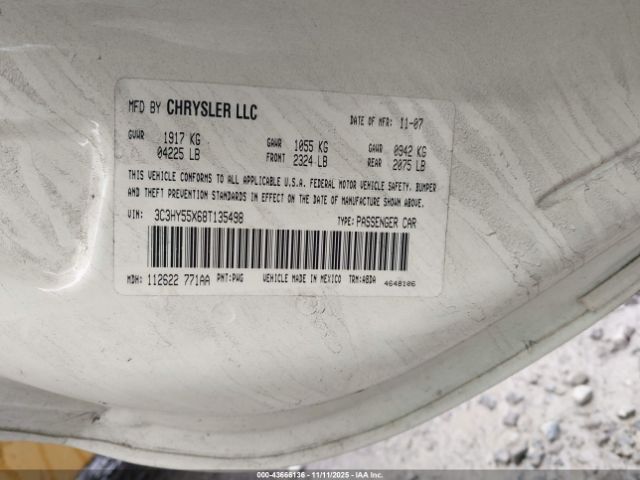 MFD BY CHRYSLER LLC DATE OF MFR: 11-07
GVWR 1917 KG GAWR 1055 KG GAWR 0942 KG
04225 LB FRONT 2324 LB REAR 2075 LB
THIS VEHICLE CONFORMS TO ALL APPLICABLE U.S.A. FEDERAL MOTOR VEHICLE SAFETY, BUMPER
AND THEFT PREVENTION STANDARDS IN EFFECT ON THE DATE OF MANUFACTURE SHOWN ABOVE.
VIN: 3C3HY55X68T135498 TYPE: PASSENGER CAR
MDH: 112622 771AA PNT: PWG VEHICLE MADE IN MEXICO TRM: ABDA 4648106
00-43666136 - 11/11/2025 - IAAI.COM